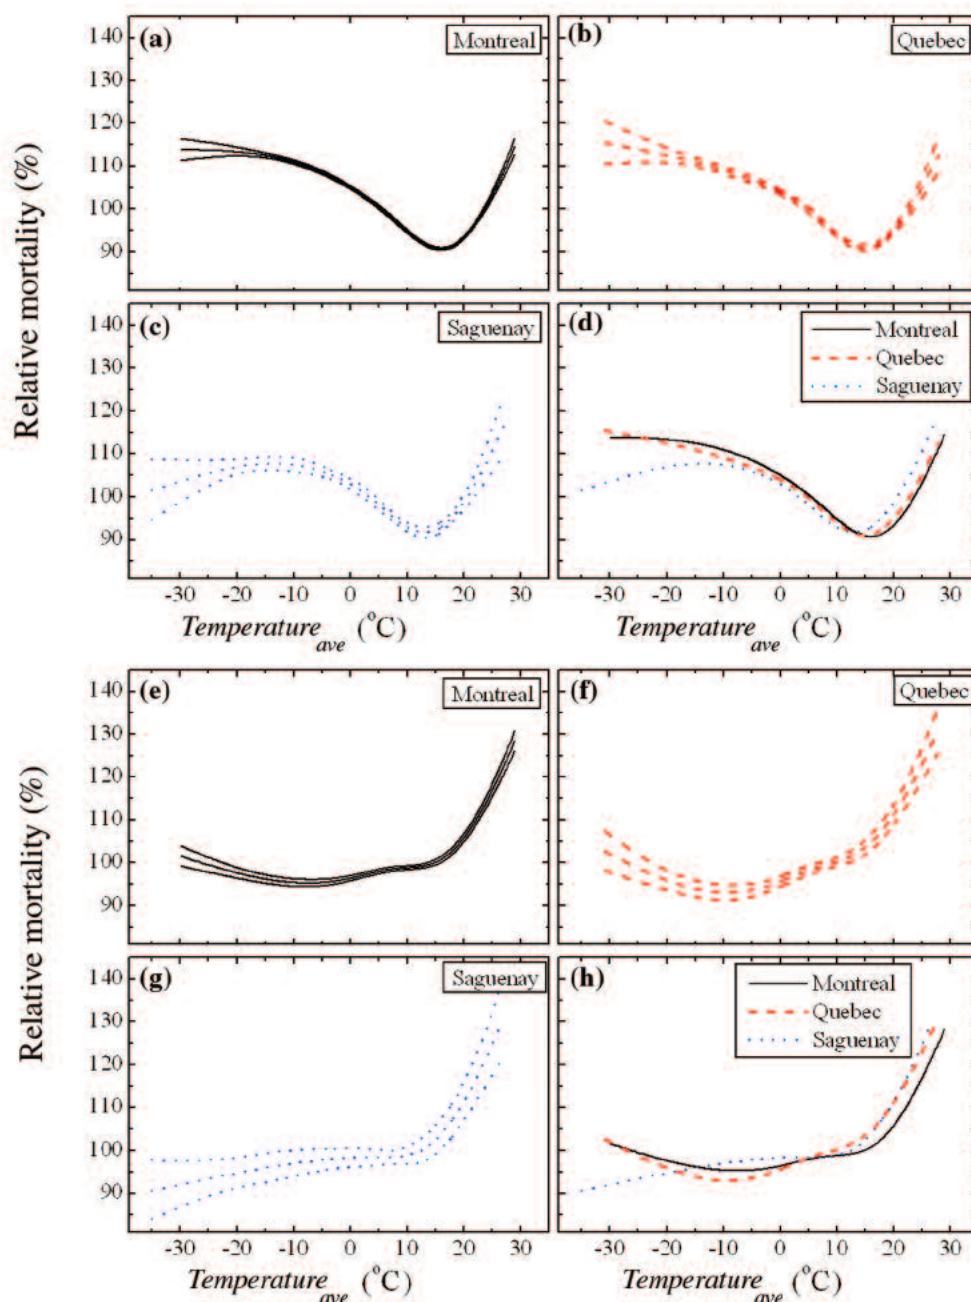 Relative mortality (%)
(a)
Montreal
140
130
120
110
100
90
(b)
Quebec
(c)
Saguenay
140
130
120
110
100
90
-30 -20 -10 0 10 20 30
Temperature ave (°C)
(d)
Montreal
Quebec
Saguenay
-30 -20 -10 0 10 20 30
Temperature ave (°C)
Relative mortality (%)
(e)
Montreal
140
130
120
110
100
90
(f)
Quebec
(g)
Saguenay
140
130
120
110
100
90
-30 -20 -10 0 10 20 30
Temperature ave (°C)
(h)
Montreal
Quebec
Saguenay
-30 -20 -10 0 10 20 30
Temperature ave (°C)